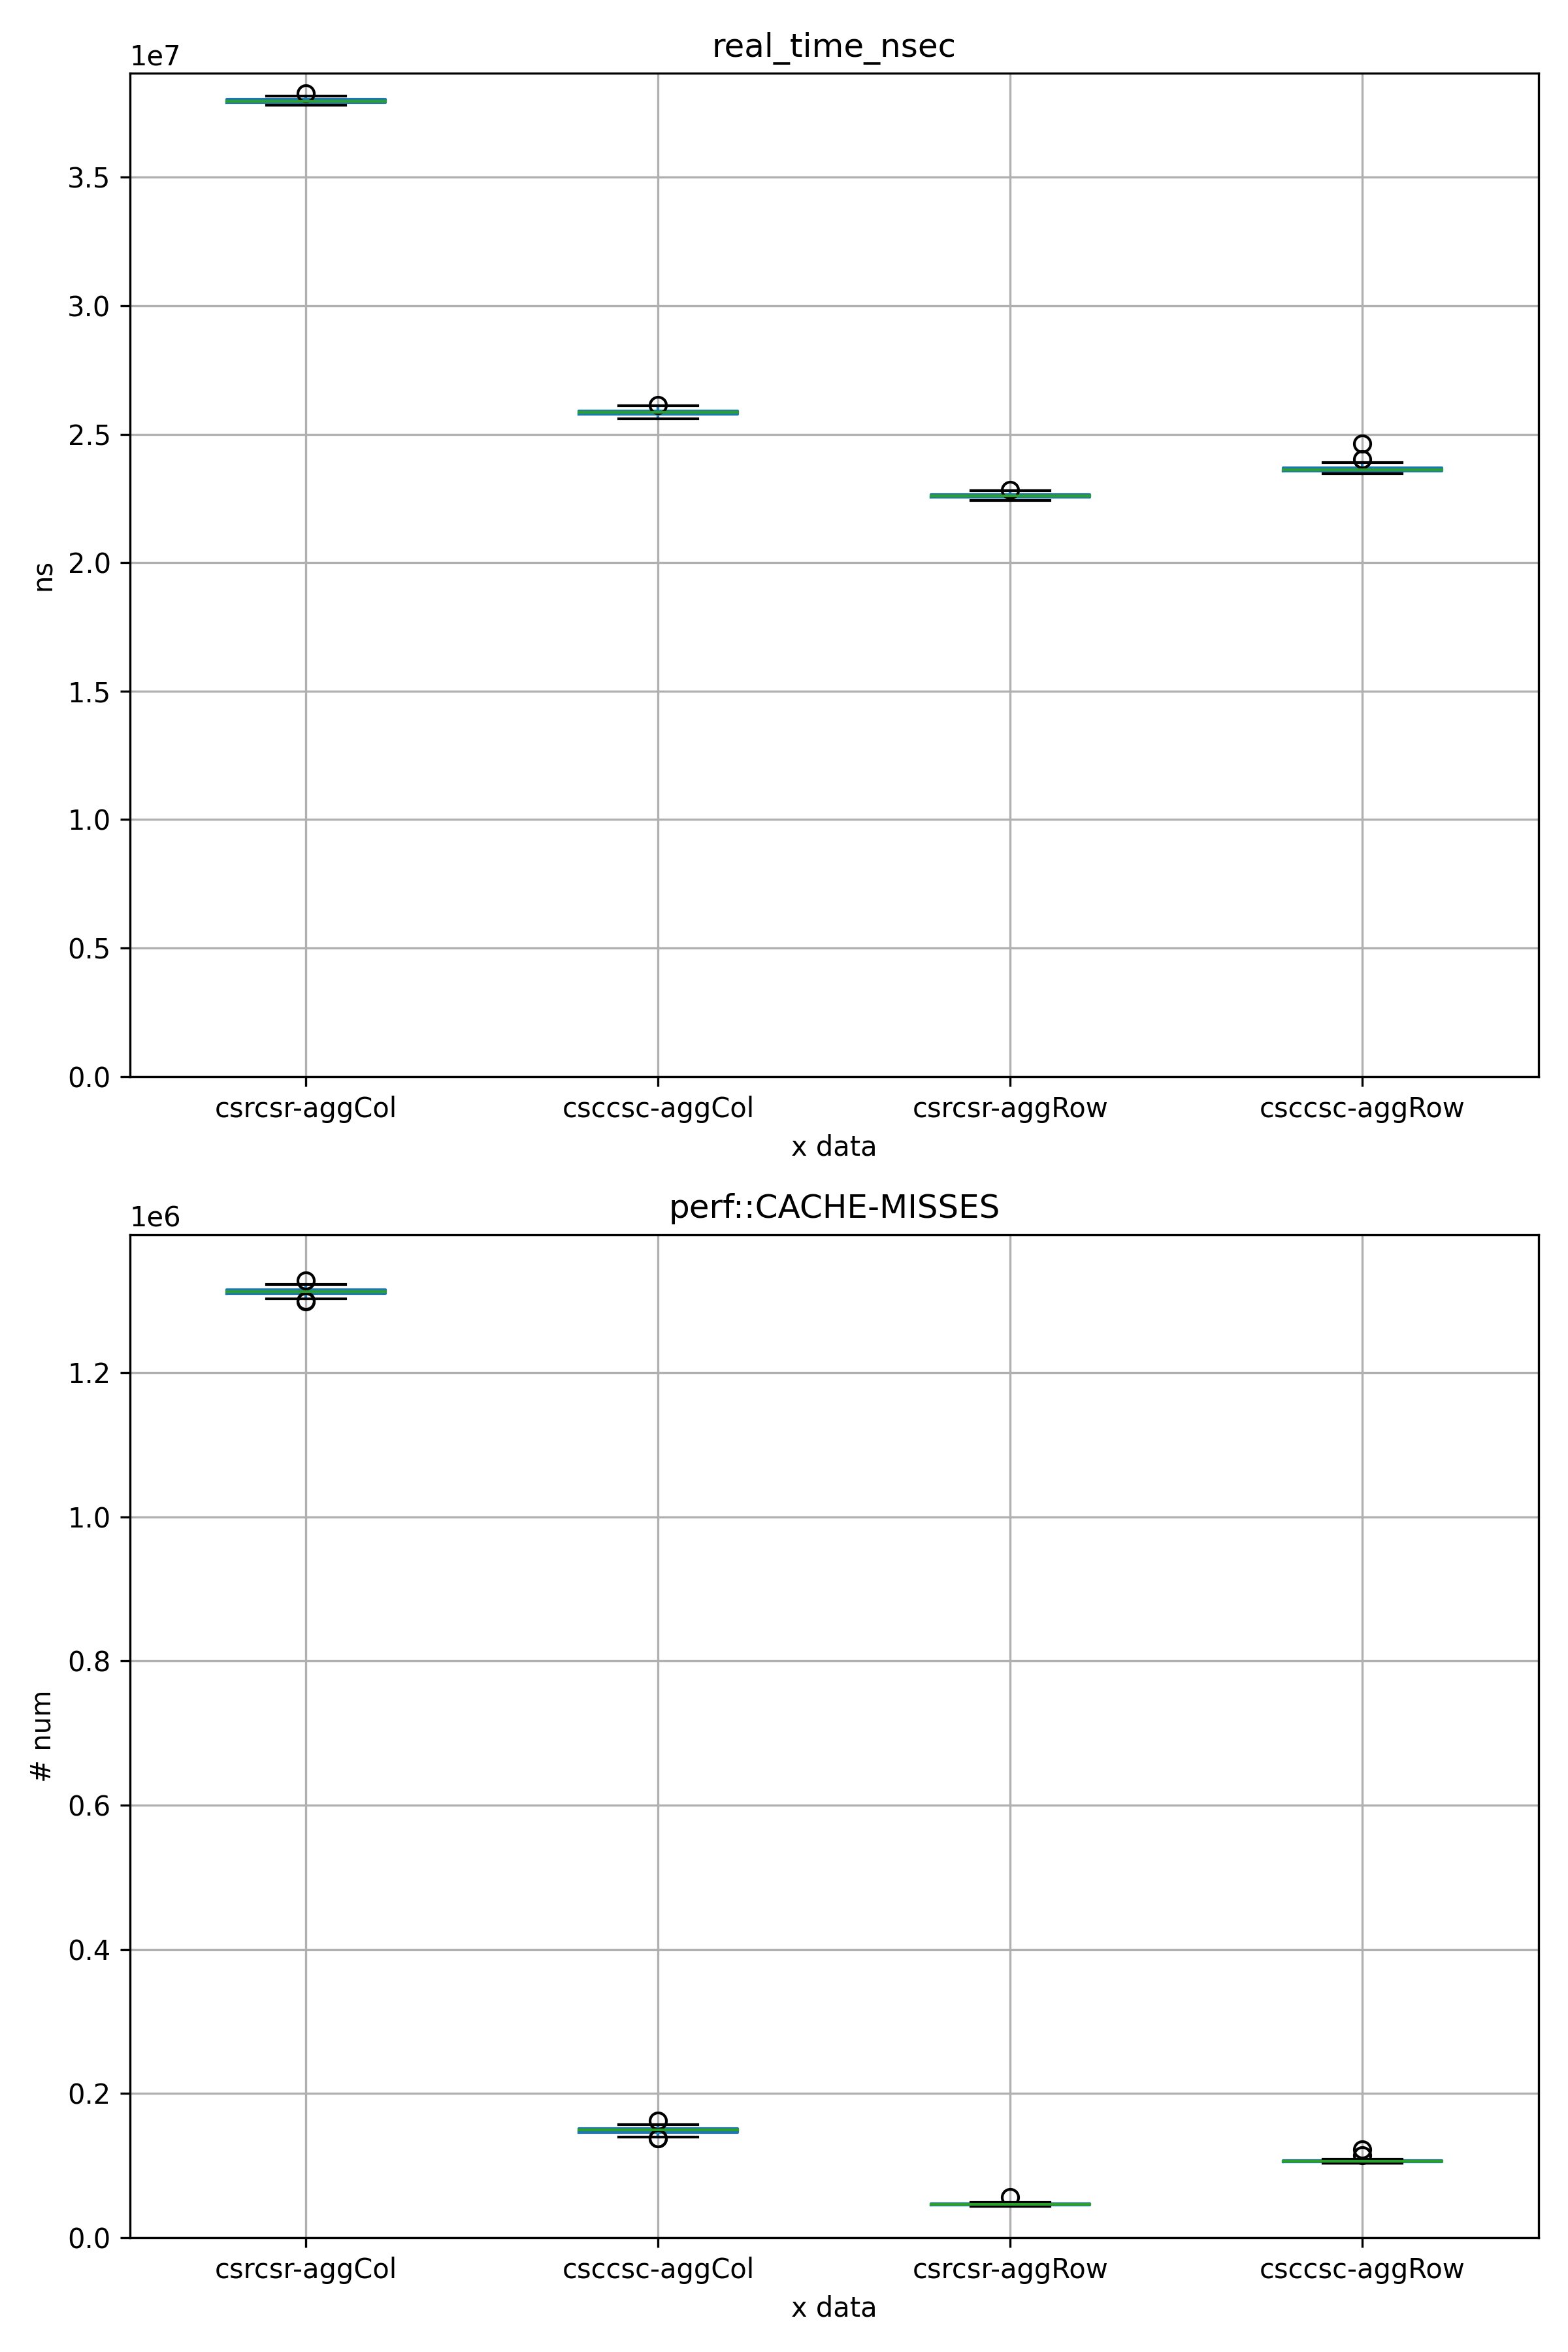 real_time_nsec
1e7
3.5
3.0
2.5
2.0
1.5
1.0
0.5
0.0
ns
csrcsr-aggCol csccsc-aggCol csrcsr-aggRow csccsc-aggRow
x data
perf::CACHE-MISSES
1e6
1.2
1.0
0.8
0.6
0.4
0.2
0.0
# num
csrcsr-aggCol csccsc-aggCol csrcsr-aggRow csccsc-aggRow
x data